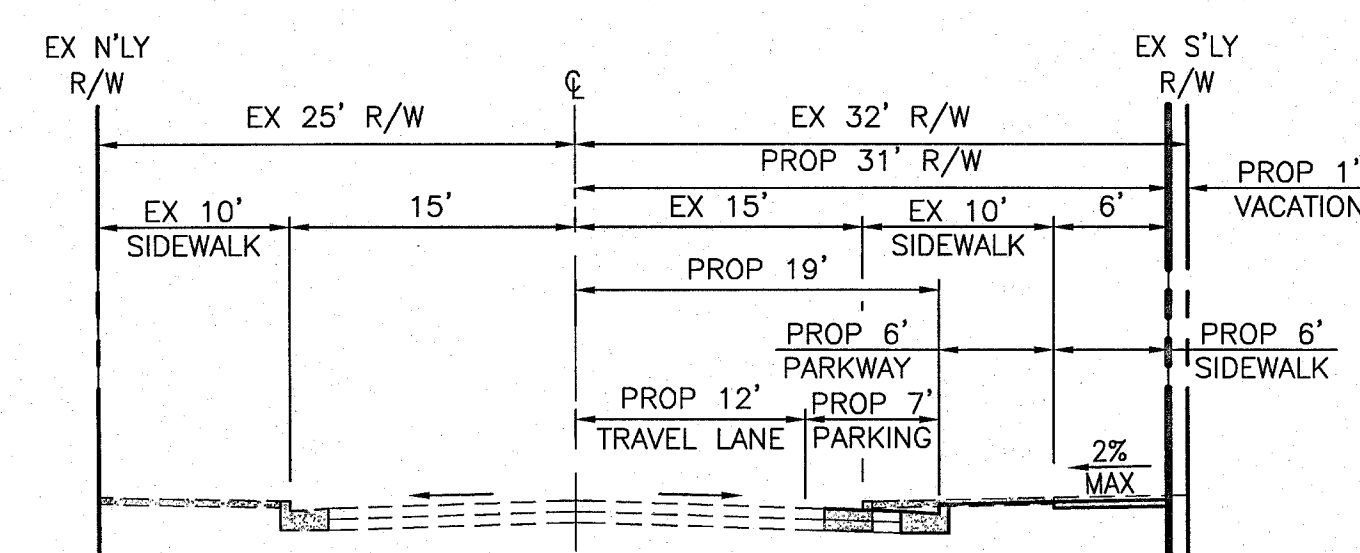 EX N'LY
R/W
℄
EX S'LY
R/W
EX 25' R/W
EX 32' R/W
PROP 31' R/W
PROP 1'
VACATION
EX 10'
SIDEWALK
15'
EX 15'
EX 10'
SIDEWALK
6'
PROP 19'
PROP 6'
PARKWAY
PROP 6'
SIDEWALK
PROP 12'
TRAVEL LANE
PROP 7'
PARKING
2%
MAX